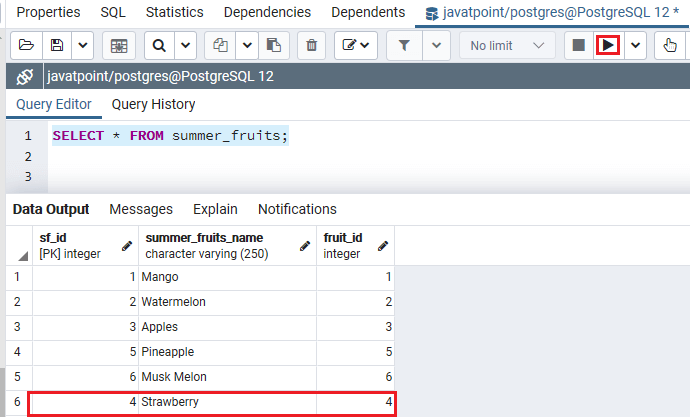 Properties SQL Statistics Dependencies Dependents javatpoint/postgres@PostgreSQL 12 *
No limit
javatpoint/postgres@PostgreSQL 12
Query Editor Query History
1 SELECT * FROM summer_fruits;
2
3
Data Output Messages Explain Notifications
sf_id summer_fruits_name fruit_id
[PK] integer character varying (250) integer
1 1 Mango 1
2 2 Watermelon 2
3 3 Apples 3
4 5 Pineapple 5
5 6 Musk Melon 6
6 4 Strawberry 4